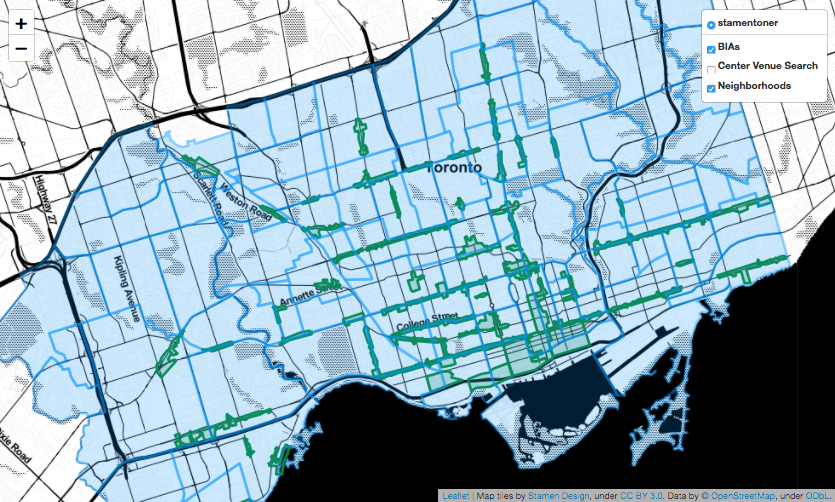 +
−
stamentoner
BIAs
Center Venue Search
Neighborhoods
Toronto
Highway 27
Scarlett Road
Weston Road
Kipling Avenue
Annette Street
College Street
Road
Leaflet | Map tiles by Stamen Design, under CC BY 3.0. Data by © OpenStreetMap, under ODbL.